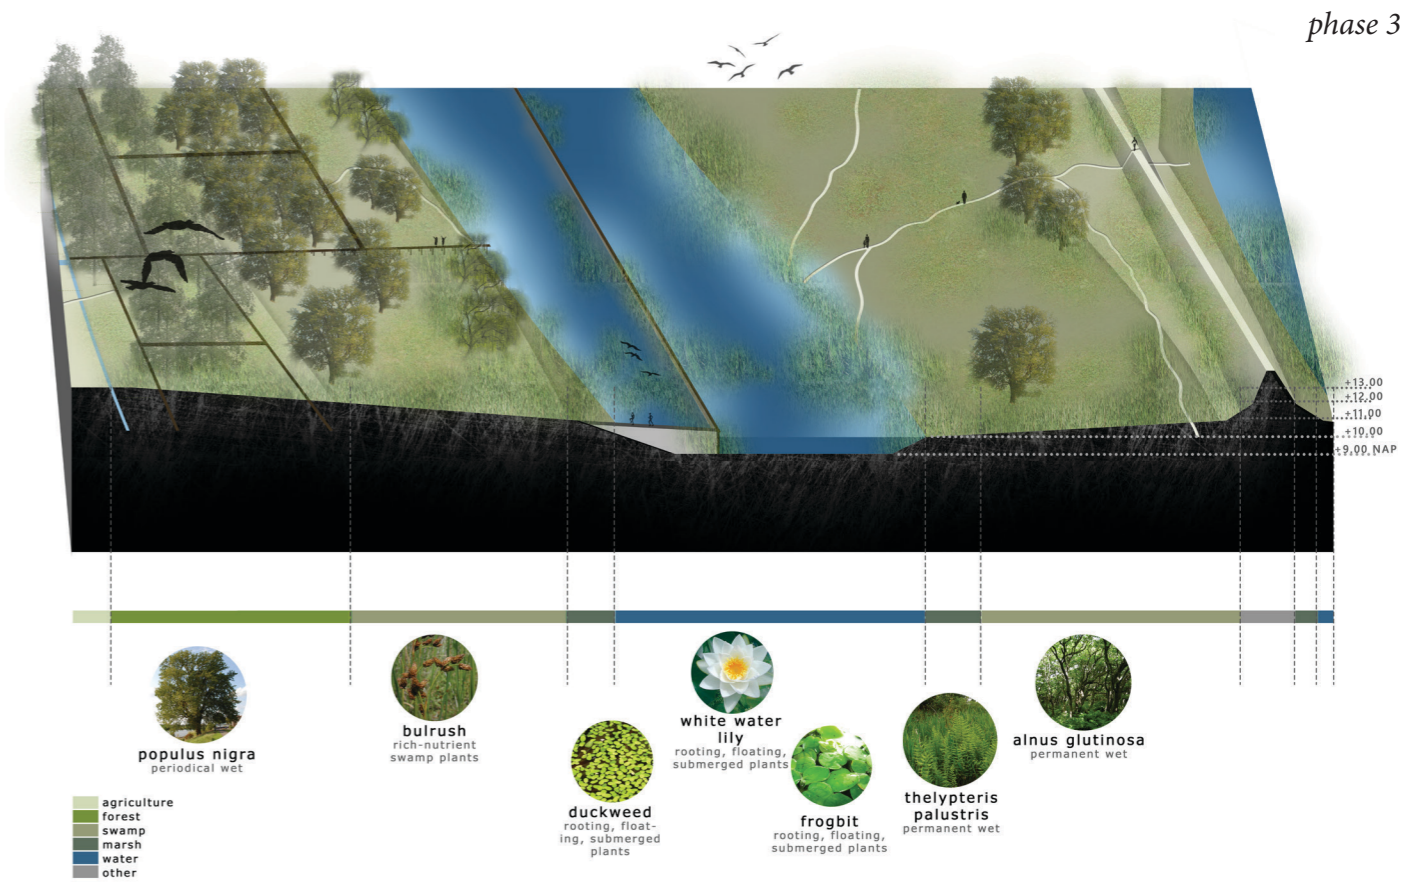 phase 3
+13,00
+12,00
+11,00
+10,00
+9,00 NAP
populus nigra
periodical wet
bulrush
rich-nutrient
swamp plants
duckweed
rooting, float-
ing, submerged
plants
white water
lily
rooting, floating,
submerged plants
frogbit
rooting, floating,
submerged plants
thelypteris
palustris
permanent wet
alnus glutinosa
permanent wet
agriculture
forest
swamp
marsh
water
other